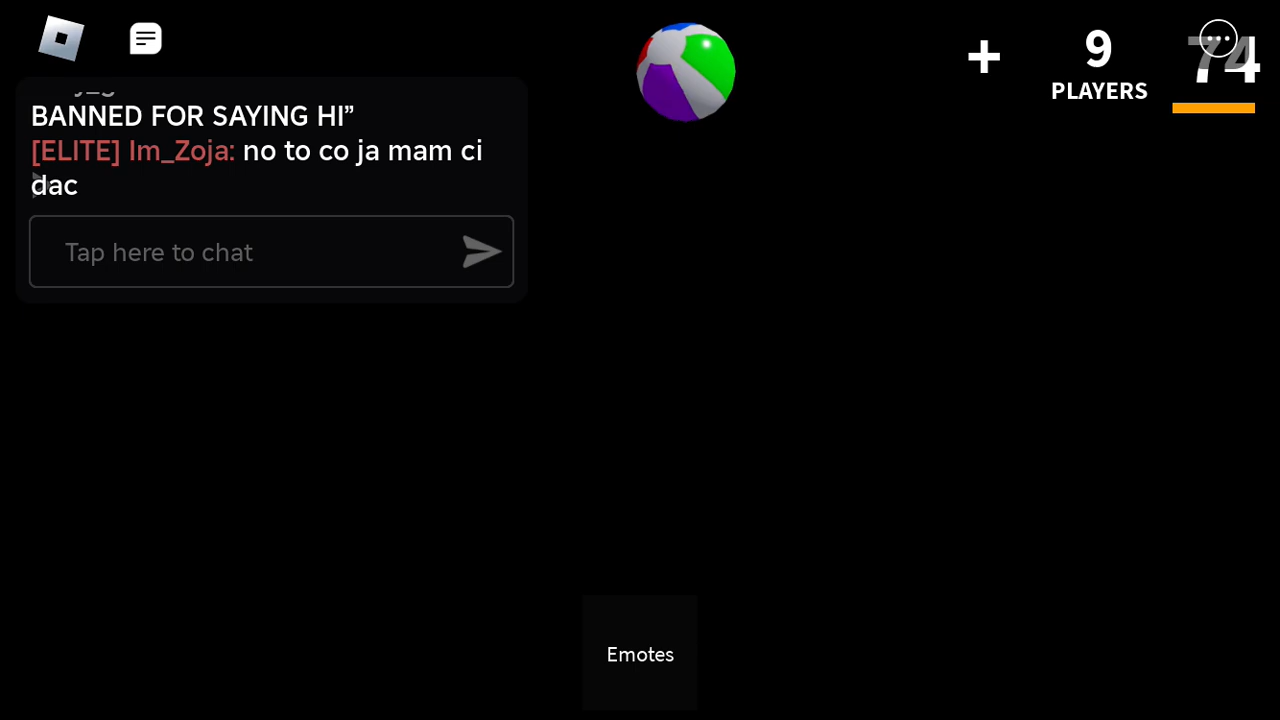 BANNED FOR SAYING HI”
[ELITE] Im_Zoja: no to co ja mam ci
dac
Tap here to chat
+
9
PLAYERS
74
Emotes